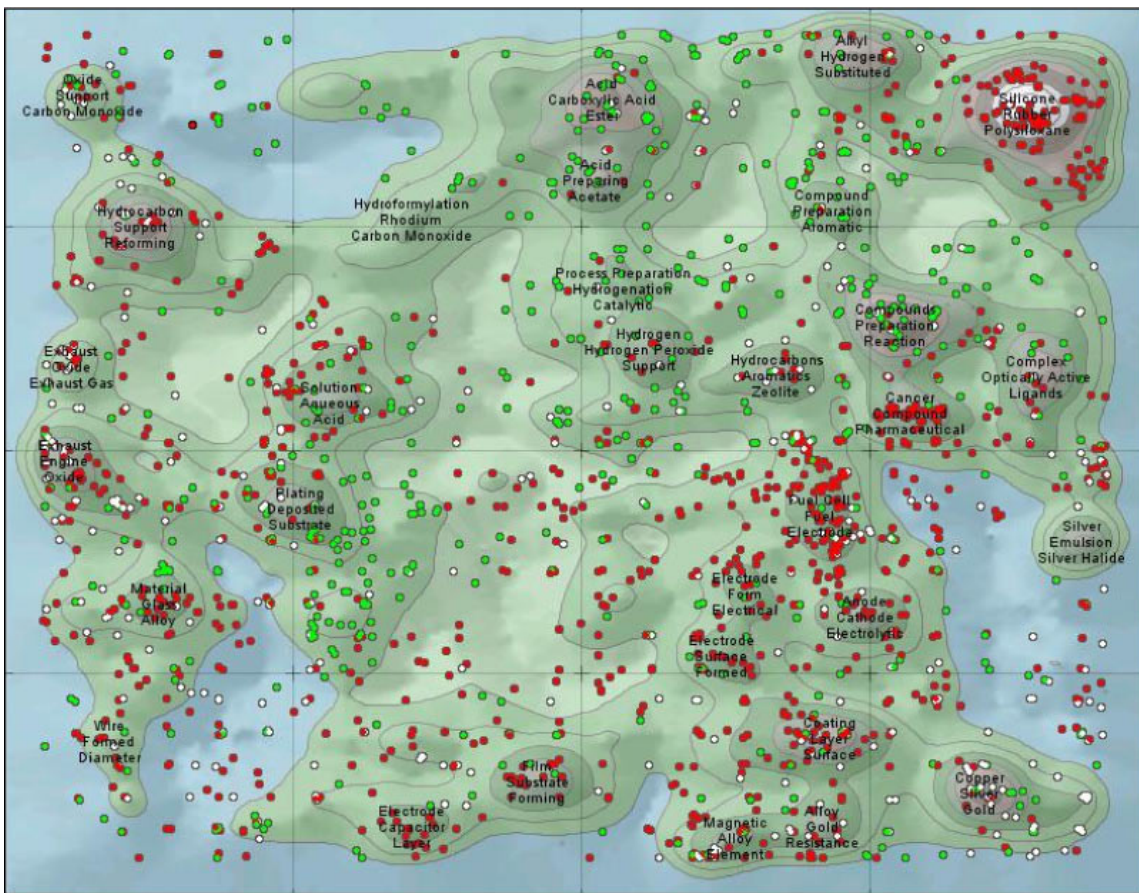 Oxide
Support
Carbon Monoxide
Acid
Carboxylic Acid
Ester
Alkyl
Hydrogen
Substituted
Silicone
Rubber
Polysiloxane
Acid
Preparing
Acetate
Hydrocarbon
Support
Reforming
Hydroformylation
Rhodium
Carbon Monoxide
Compound
Preparation
Alomatic
Process Preparation
Hydrogenation
Catalytic
Compounds
Preparation
Reaction
Hydrogen
Hydrogen Peroxide
Support
Exhaust
Oxide
Exhaust Gas
Solution
Aqueous
Acid
Hydrocarbons
Aromatics
Zeolite
Complex
Optically Active
Ligands
Cancer
Compound
Pharmaceutical
Exhaust
Engine
Oxide
Plating
Deposited
Substrate
Fuel Cell
Fuel
Electrode
Silver
Emulsion
Silver Halide
Material
Glass
Alloy
Electrode
Form
Electrical
Anode
Cathode
Electrolytic
Electrode
Surface
Formed
Wire
Formed
Diameter
Coating
Layer
Surface
Film
Substrate
Forming
Copper
Silver
Gold
Electrode
Capacitor
Layer
Magnetic
Alloy
Element
Alloy
Gold
Resistance